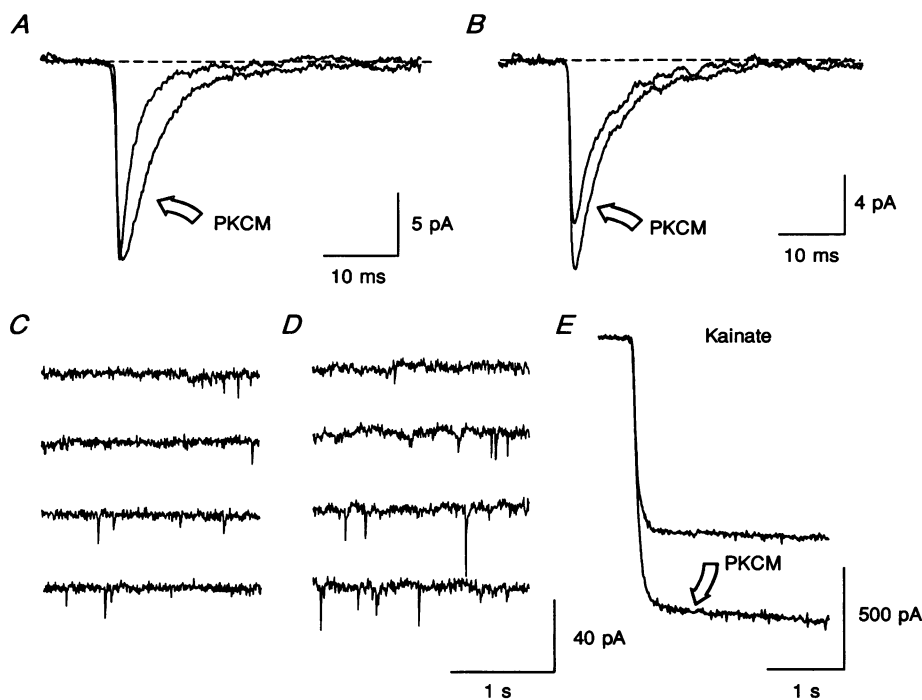 A
PKCM
5 pA
10 ms
B
PKCM
4 pA
10 ms
C
D
40 pA
1 s
E
Kainate
PKCM
500 pA
1 s